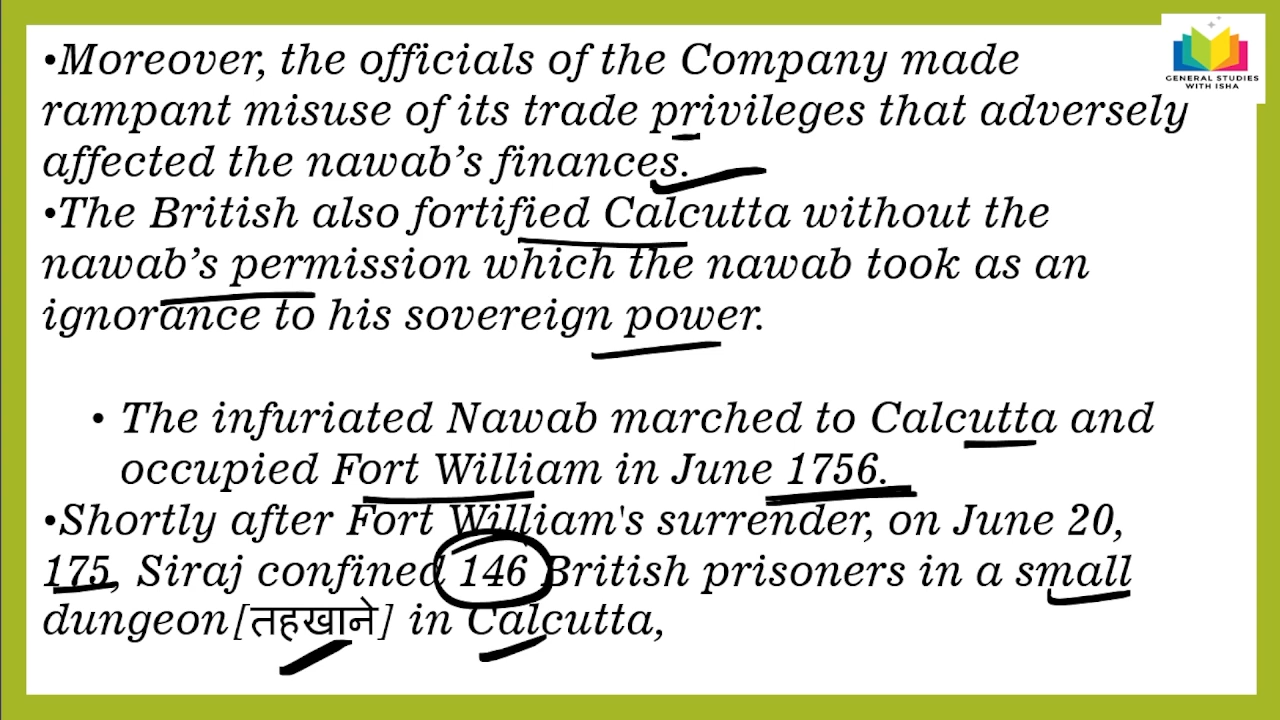 •Moreover, the officials of the Company made
rampant misuse of its trade privileges that adversely
affected the nawab’s finances.
•The British also fortified Calcutta without the
nawab’s permission which the nawab took as an
ignorance to his sovereign power.
• The infuriated Nawab marched to Calcutta and
occupied Fort William in June 1756.
•Shortly after Fort William's surrender, on June 20,
175, Siraj confined 146 British prisoners in a small
dungeon[तहखाने] in Calcutta,
GENERAL STUDIES
WITH ISHA